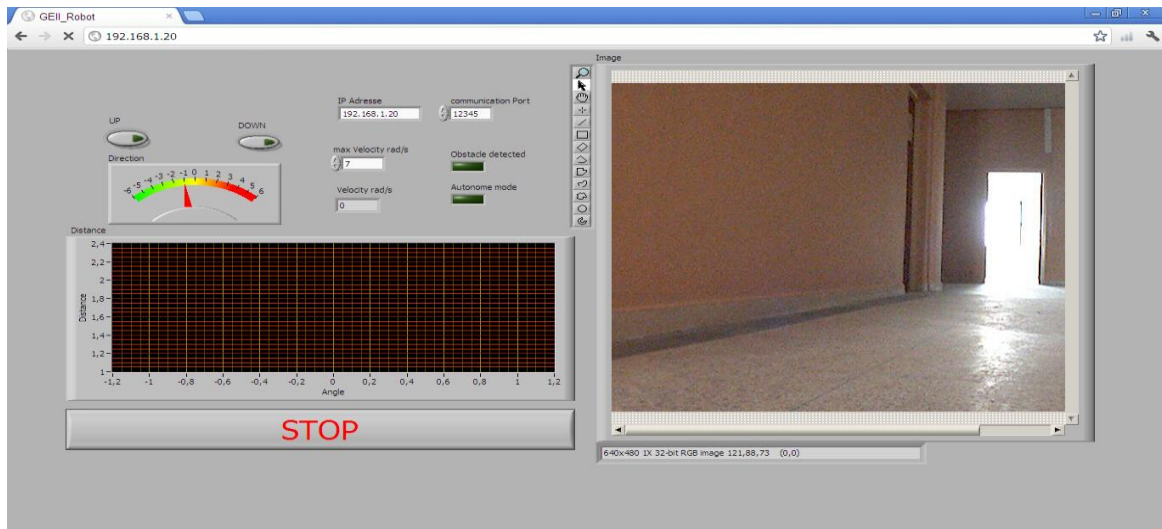 GEII_Robot
192.168.1.20
UP
DOWN
IP Adresse
192.168.1.20
communication Port
12345
max Velocity rad/s
7
Obstacle detected
Velocity rad/s
0
Autonome mode
Direction
-6 -5 -4 -3 -2 -1 0 1 2 3 4 5 6
Distance
Distance
2,4
2,2
2
1,8
1,6
1,4
1,2
1
-1,2 -1 -0,8 -0,6 -0,4 -0,2 0 0,2 0,4 0,6 0,8 1 1,2
Angle
STOP
Image
640x480 1X 32-bit RGB image 121,88,73 (0,0)